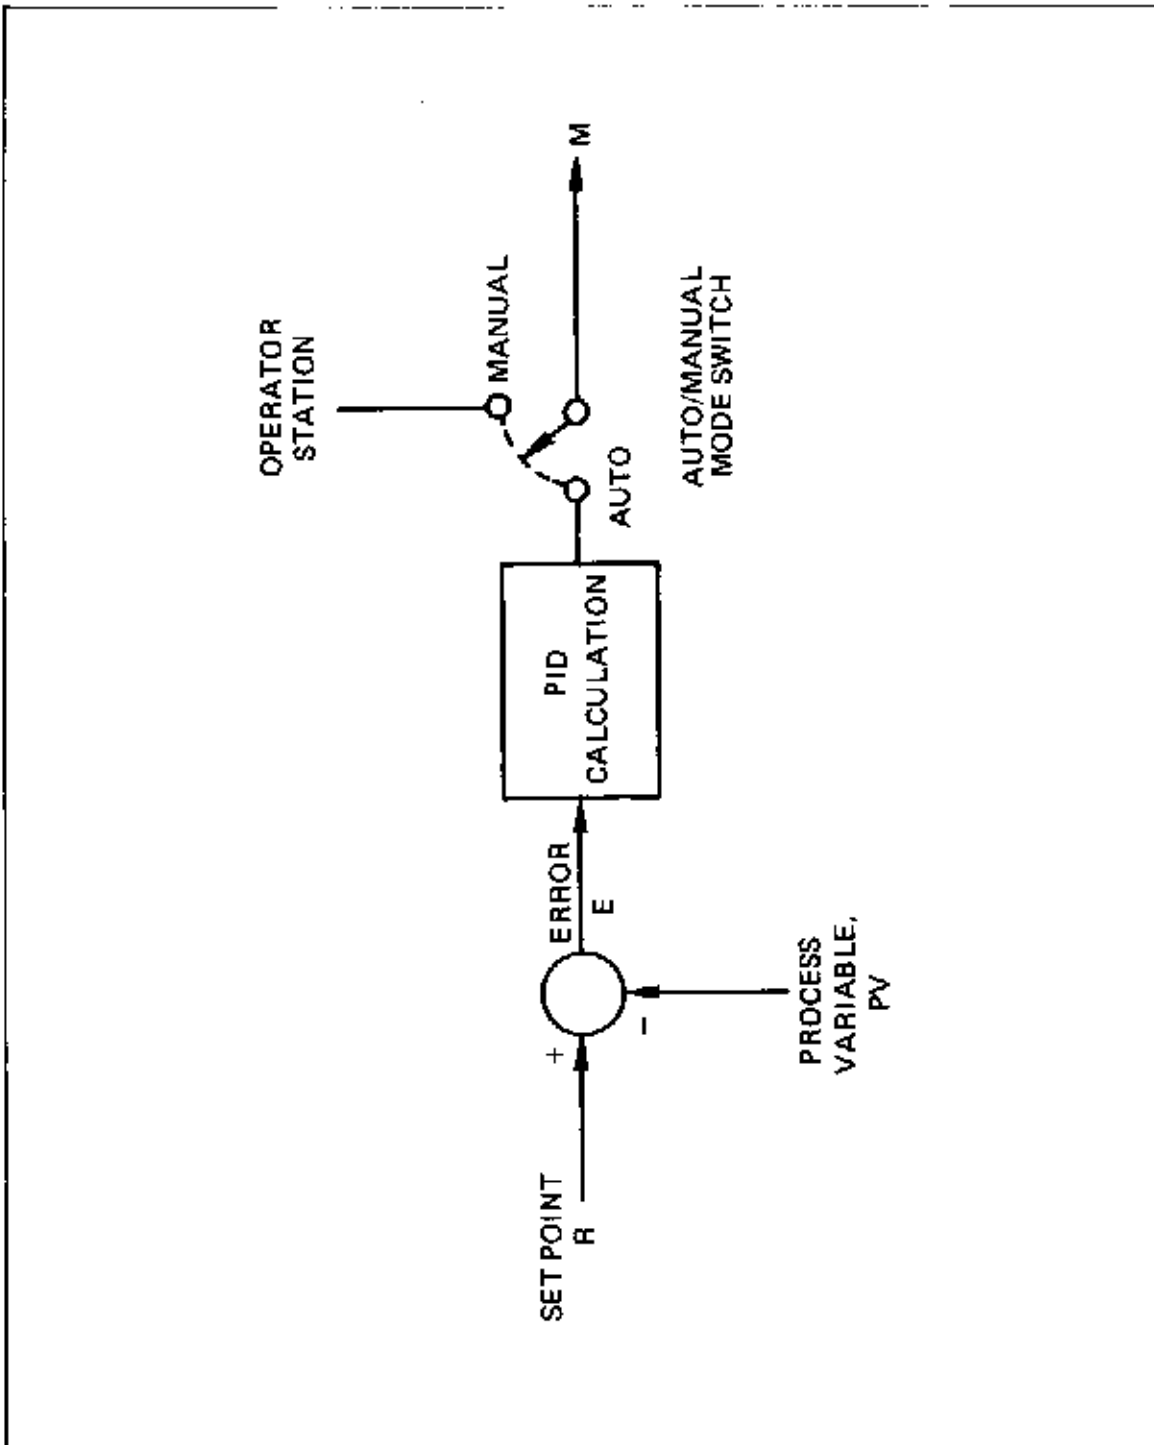 SET POINT
R
+
-
PROCESS
VARIABLE,
PV
ERROR
E
PID
CALCULATION
AUTO
MANUAL
OPERATOR
STATION
AUTO/MANUAL
MODE SWITCH
M